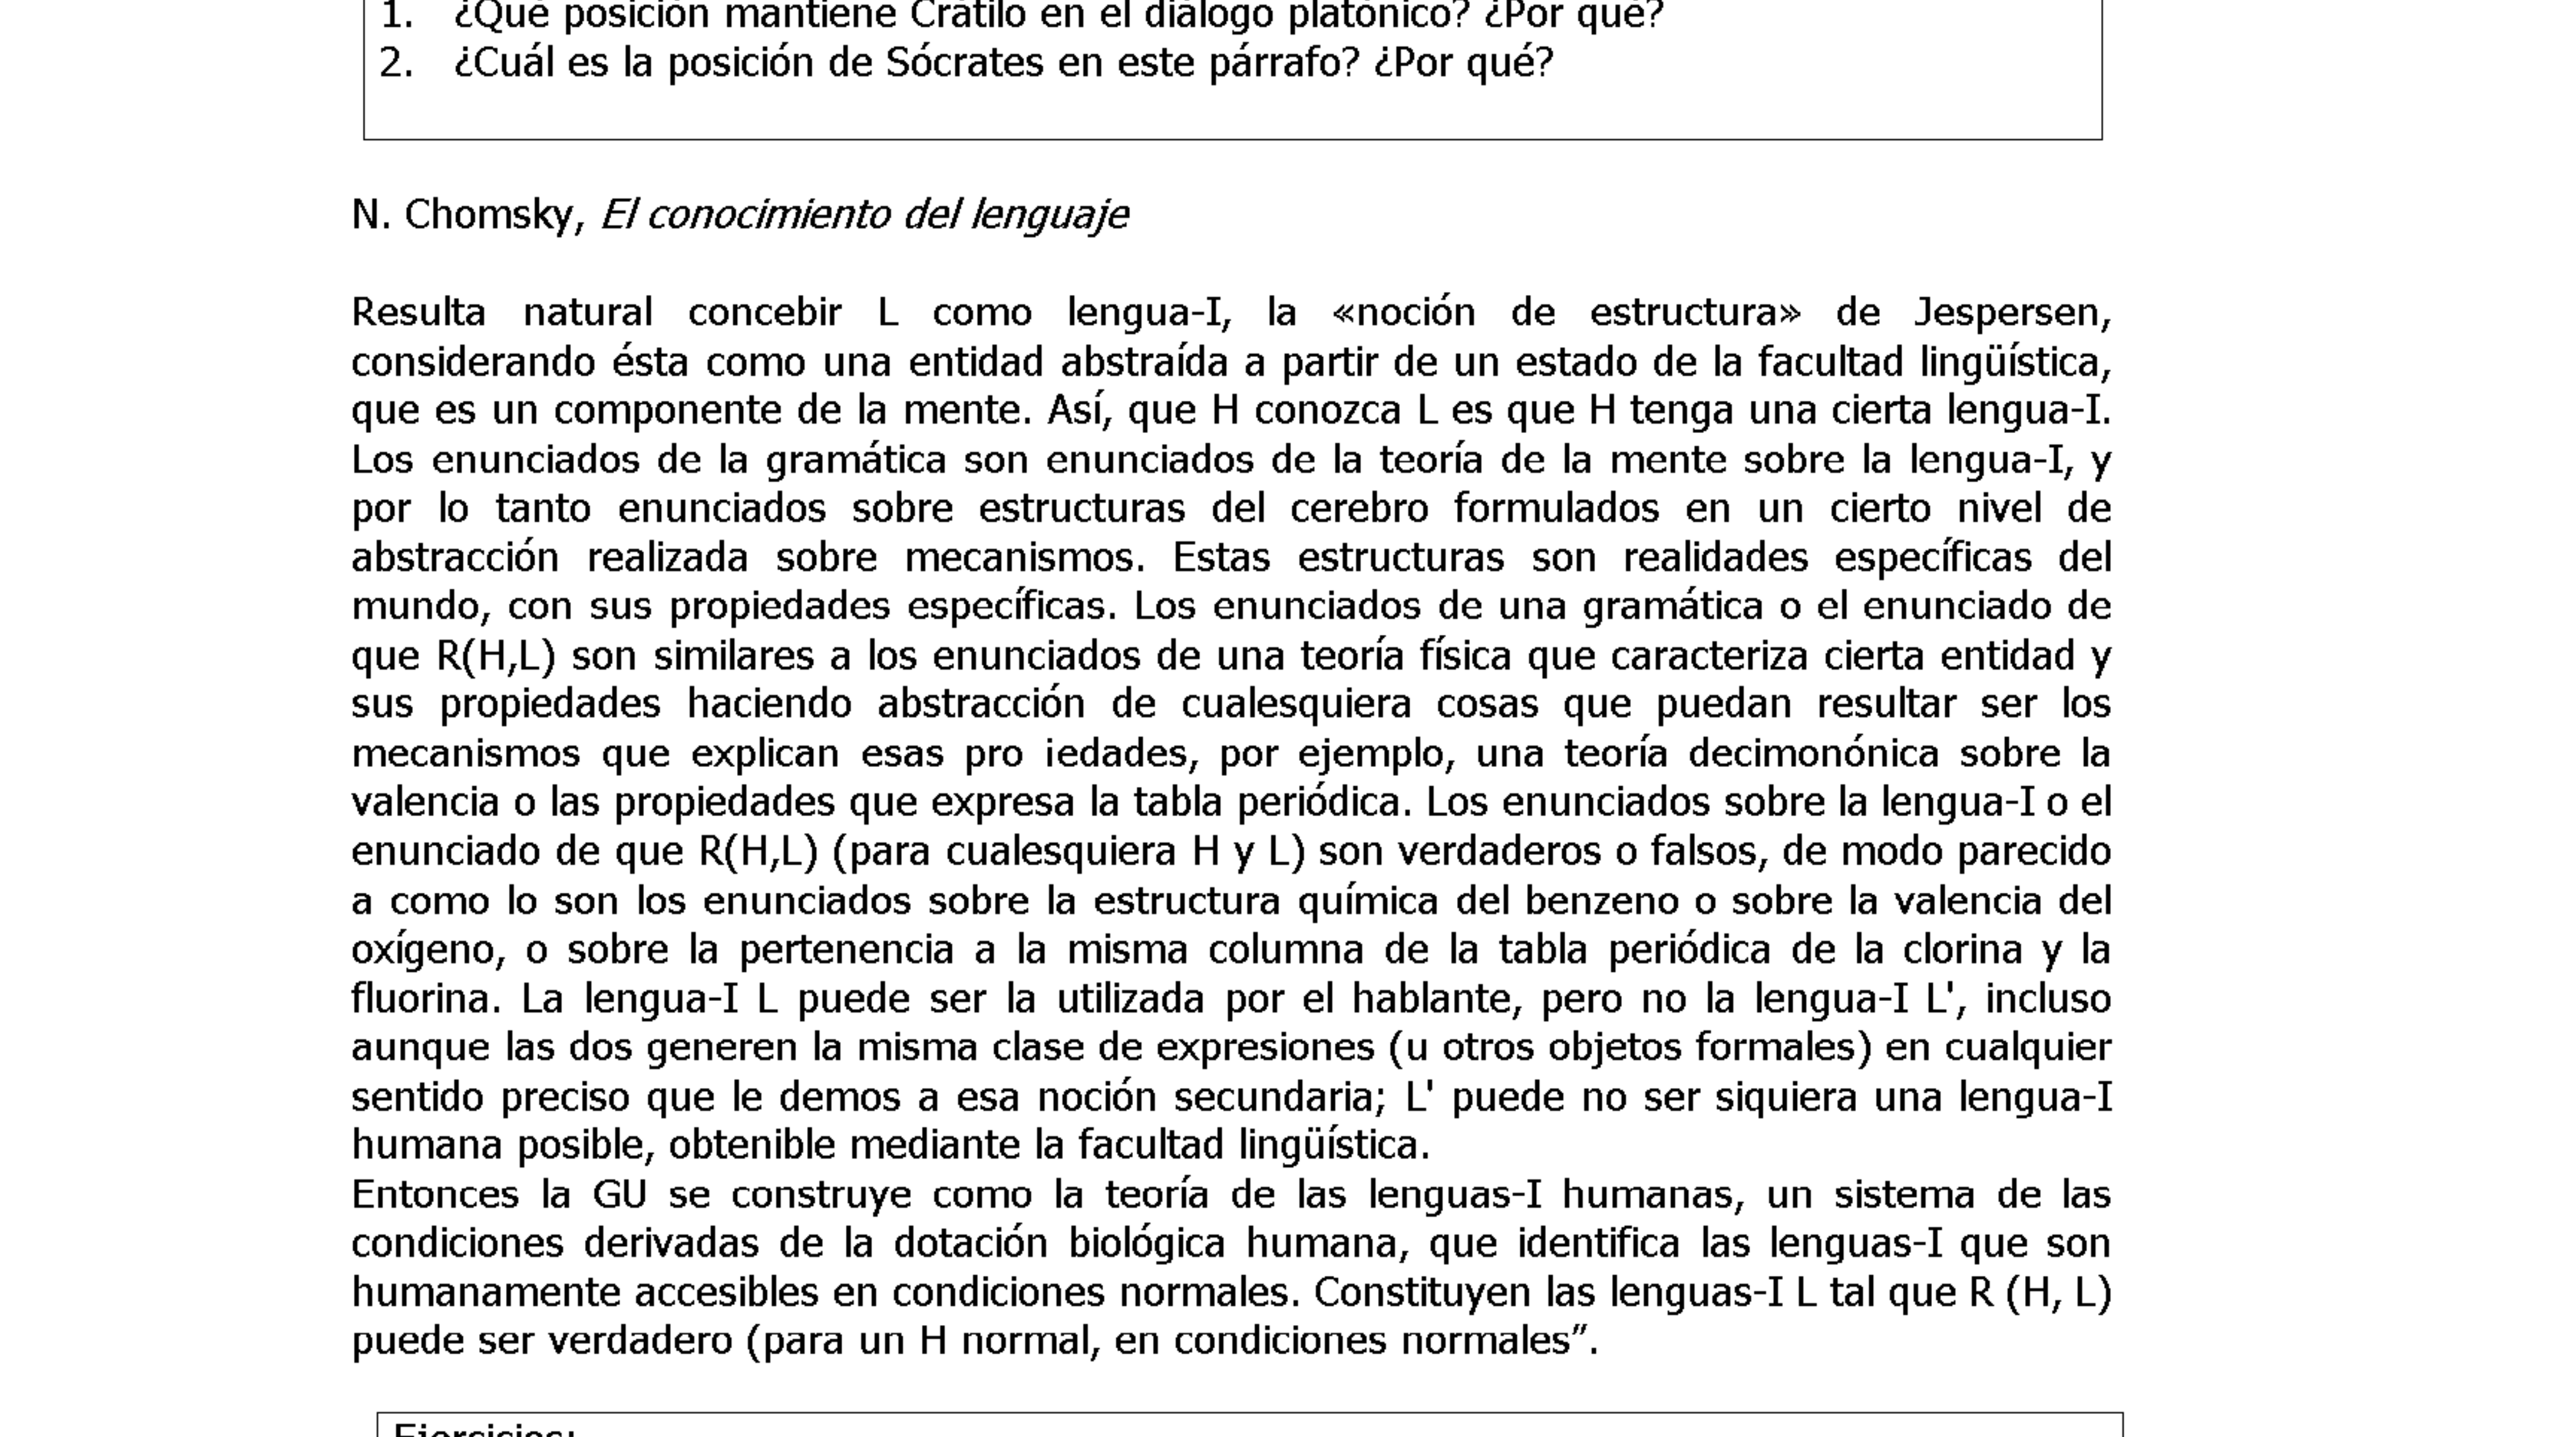 1. ¿Qué posición mantiene Crátilo en el diálogo platónico? ¿Por qué?
2. ¿Cuál es la posición de Sócrates en este párrafo? ¿Por qué?
N. Chomsky, El conocimiento del lenguaje
Resulta natural concebir L como lengua-I, la «noción de estructura» de Jespersen,
considerando ésta como una entidad abstraída a partir de un estado de la facultad lingüística,
que es un componente de la mente. Así, que H conozca L es que H tenga una cierta lengua-I.
Los enunciados de la gramática son enunciados de la teoría de la mente sobre la lengua-I, y
por lo tanto enunciados sobre estructuras del cerebro formulados en un cierto nivel de
abstracción realizada sobre mecanismos. Estas estructuras son realidades específicas del
mundo, con sus propiedades específicas. Los enunciados de una gramática o el enunciado de
que R(H,L) son similares a los enunciados de una teoría física que caracteriza cierta entidad y
sus propiedades haciendo abstracción de cualesquiera cosas que puedan resultar ser los
mecanismos que explican esas pro iedades, por ejemplo, una teoría decimonónica sobre la
valencia o las propiedades que expresa la tabla periódica. Los enunciados sobre la lengua-I o el
enunciado de que R(H,L) (para cualesquiera H y L) son verdaderos o falsos, de modo parecido
a como lo son los enunciados sobre la estructura química del benzeno o sobre la valencia del
oxígeno, o sobre la pertenencia a la misma columna de la tabla periódica de la clorina y la
fluorina. La lengua-I L puede ser la utilizada por el hablante, pero no la lengua-I L', incluso
aunque las dos generen la misma clase de expresiones (u otros objetos formales) en cualquier
sentido preciso que le demos a esa noción secundaria; L' puede no ser siquiera una lengua-I
humana posible, obtenible mediante la facultad lingüística.
Entonces la GU se construye como la teoría de las lenguas-I humanas, un sistema de las
condiciones derivadas de la dotación biológica humana, que identifica las lenguas-I que son
humanamente accesibles en condiciones normales. Constituyen las lenguas-I L tal que R (H, L)
puede ser verdadero (para un H normal, en condiciones normales”.
Ejercicios: